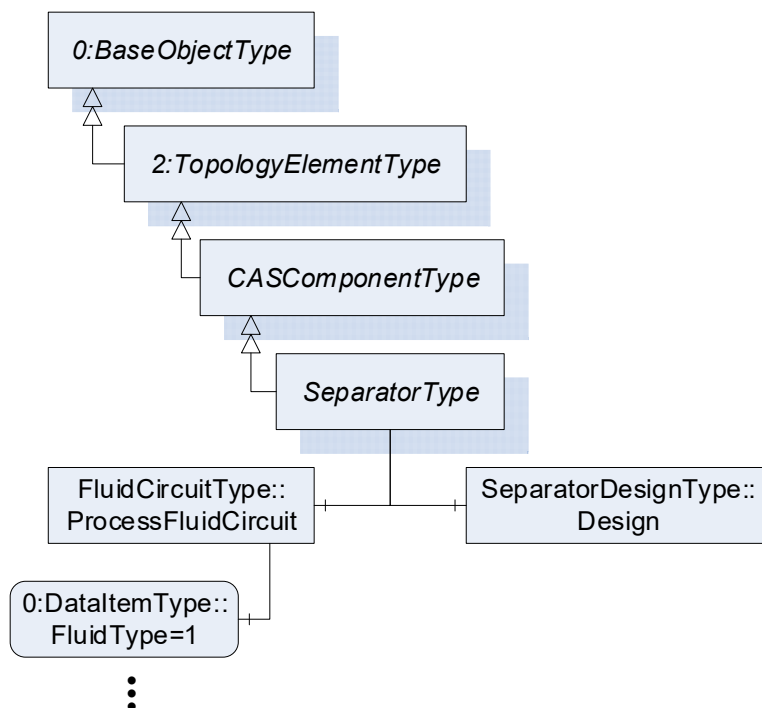 0:BaseObjectType
2:TopologyElementType
CASComponentType
SeparatorType
FluidCircuitType::
ProcessFluidCircuit
SeparatorDesignType::
Design
0:DataItemType::
FluidType=1